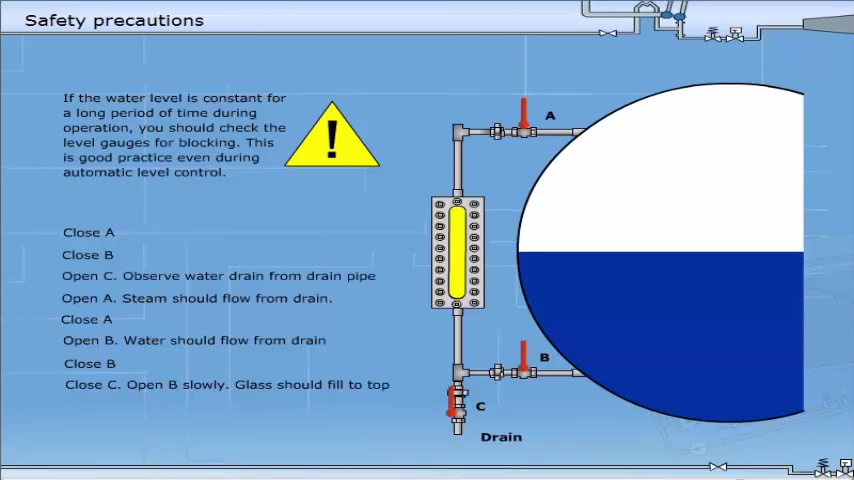 Safety precautions
If the water level is constant for
a long period of time during
operation, you should check the
level gauges for blocking. This
is good practice even during
automatic level control.
!
Close A
Close B
Open C. Observe water drain from drain pipe
Open A. Steam should flow from drain.
Close A
Open B. Water should flow from drain
Close B
Close C. Open B slowly. Glass should fill to top
A
B
C
Drain